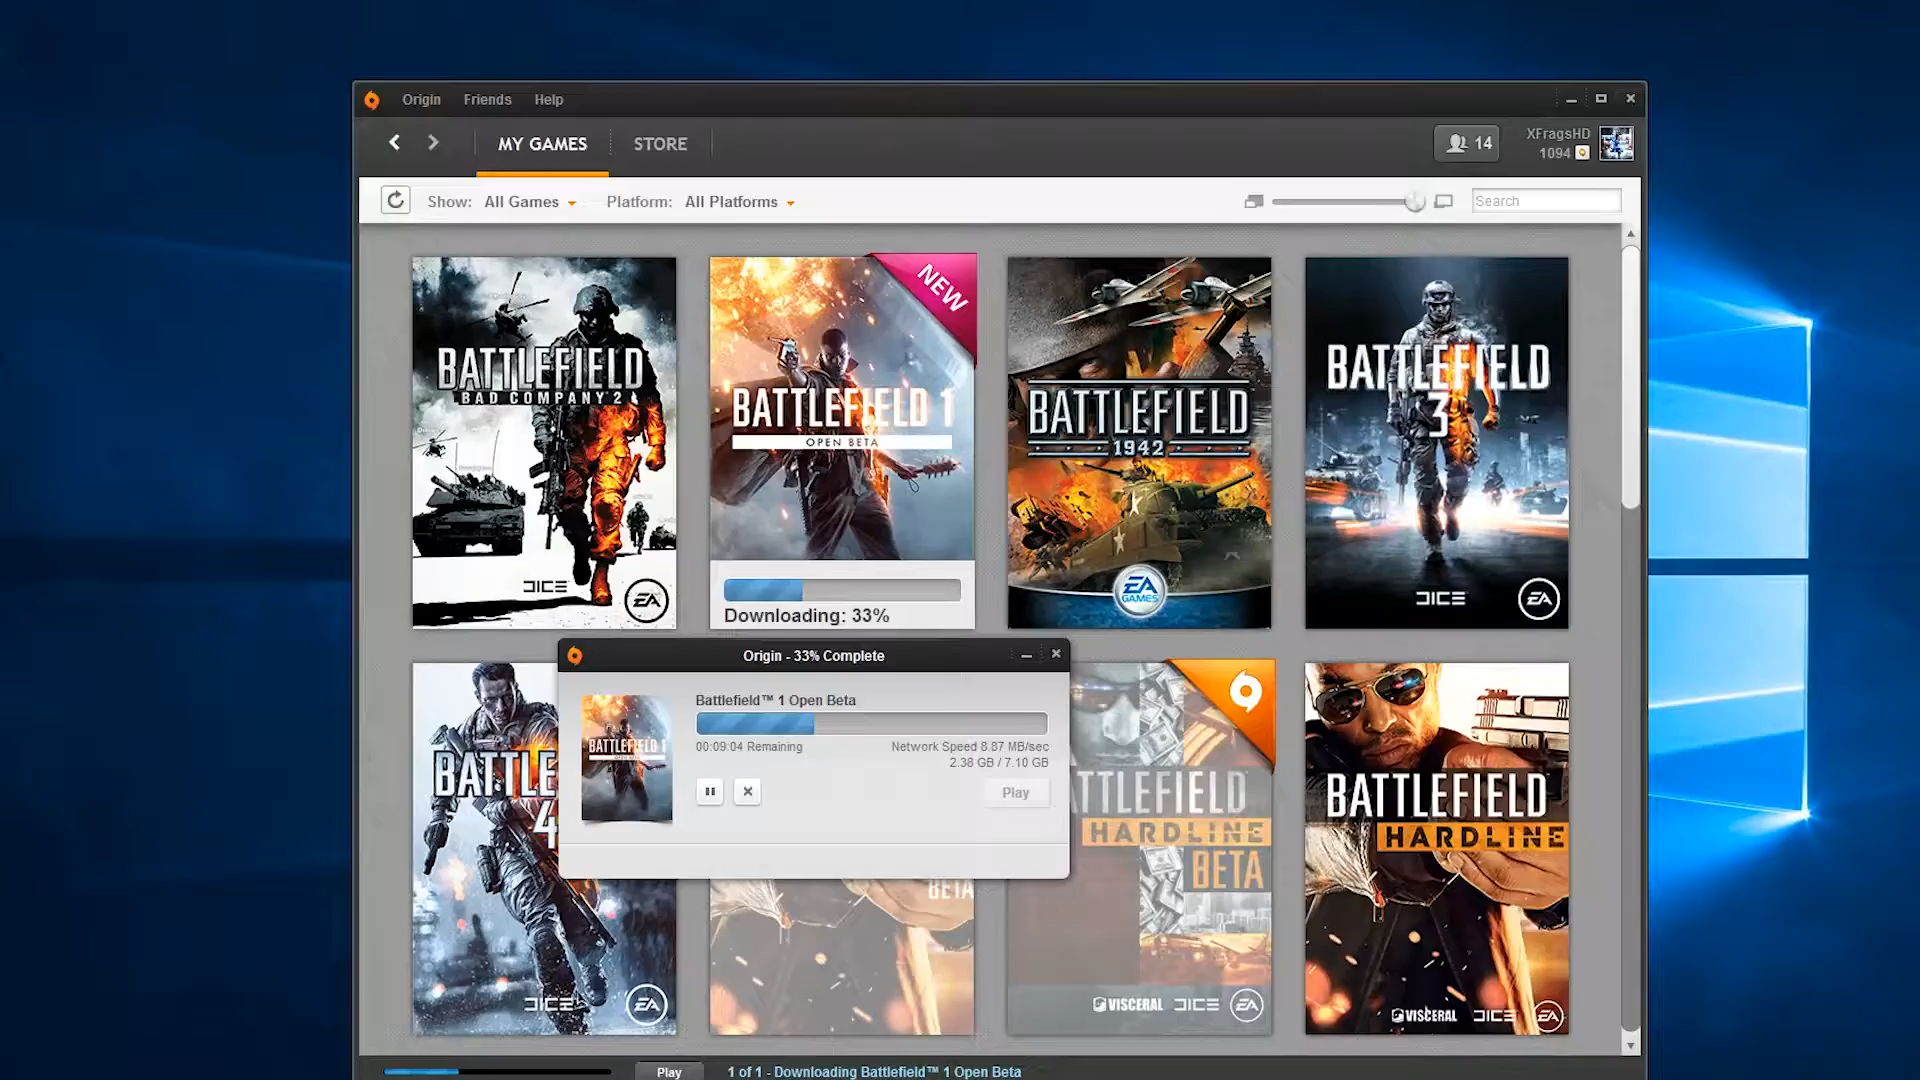 Origin Friends Help
MY GAMES STORE
14
XFragsHD
1094
Show: All Games Platform: All Platforms
Search
BATTLEFIELD
BAD COMPANY 2
DICE
EA
NEW
BATTLEFIELD 1
OPEN BETA
Downloading: 33%
BATTLEFIELD
1942
EA
GAMES
BATTLEFIELD
3
DICE
EA
Origin - 33% Complete
Battlefield™ 1 Open Beta
00:09:04 Remaining
Network Speed 8.87 MB/sec
2.38 GB / 7.10 GB
Play
BATTLEFIELD 1
BATTLE
4
DICE
EA
BETA
TTLEFIELD
HARDLINE
BETA
VISCERAL DICE EA
BATTLEFIELD
HARDLINE
VISCERAL DICE EA
Play
1 of 1 - Downloading Battlefield™ 1 Open Beta